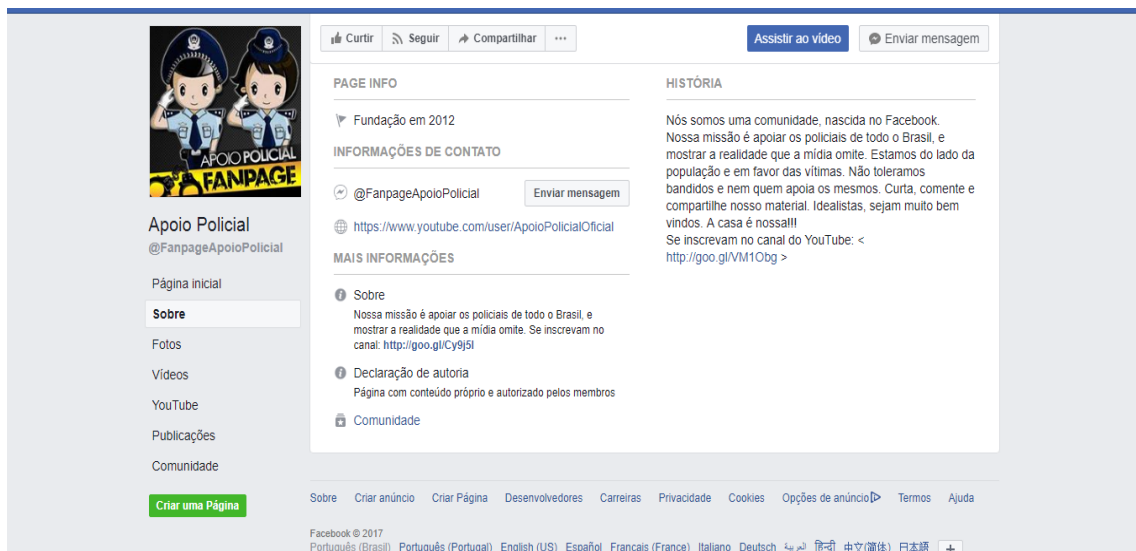 APOIO POLICIAL
FANPAGE
Apoio Policial
@FanpageApoioPolicial
Página inicial
Sobre
Fotos
Vídeos
YouTube
Publicações
Comunidade
Criar uma Página
Curtir Seguir Compartilhar ...
Assistir ao vídeo Enviar mensagem
PAGE INFO
Fundação em 2012
INFORMAÇÕES DE CONTATO
@FanpageApoioPolicial Enviar mensagem
https://www.youtube.com/user/ApoioPolicialOficial
MAIS INFORMAÇÕES
Sobre
Nossa missão é apoiar os policiais de todo o Brasil, e
mostrar a realidade que a mídia omite. Se inscrevam no
canal: http://goo.gl/Cy9j5l
Declaração de autoria
Página com conteúdo próprio e autorizado pelos membros
Comunidade
HISTÓRIA
Nós somos uma comunidade, nascida no Facebook.
Nossa missão é apoiar os policiais de todo o Brasil, e
mostrar a realidade que a mídia omite. Estamos do lado da
população e em favor das vítimas. Não toleramos
bandidos e nem quem apoia os mesmos. Curta, comente e
compartilhe nosso material. Idealistas, sejam muito bem
vindos. A casa é nossa!!!
Se inscrevam no canal do YouTube: <
http://goo.gl/VM1Obg >
Sobre Criar anúncio Criar Página Desenvolvedores Carreiras Privacidade Cookies Opções de anúncio Termos Ajuda
Facebook © 2017
Português (Brasil) Português (Portugal) English (US) Español Français (France) Italiano Deutsch العربية हिन्दी 中文(简体) 日本語 +